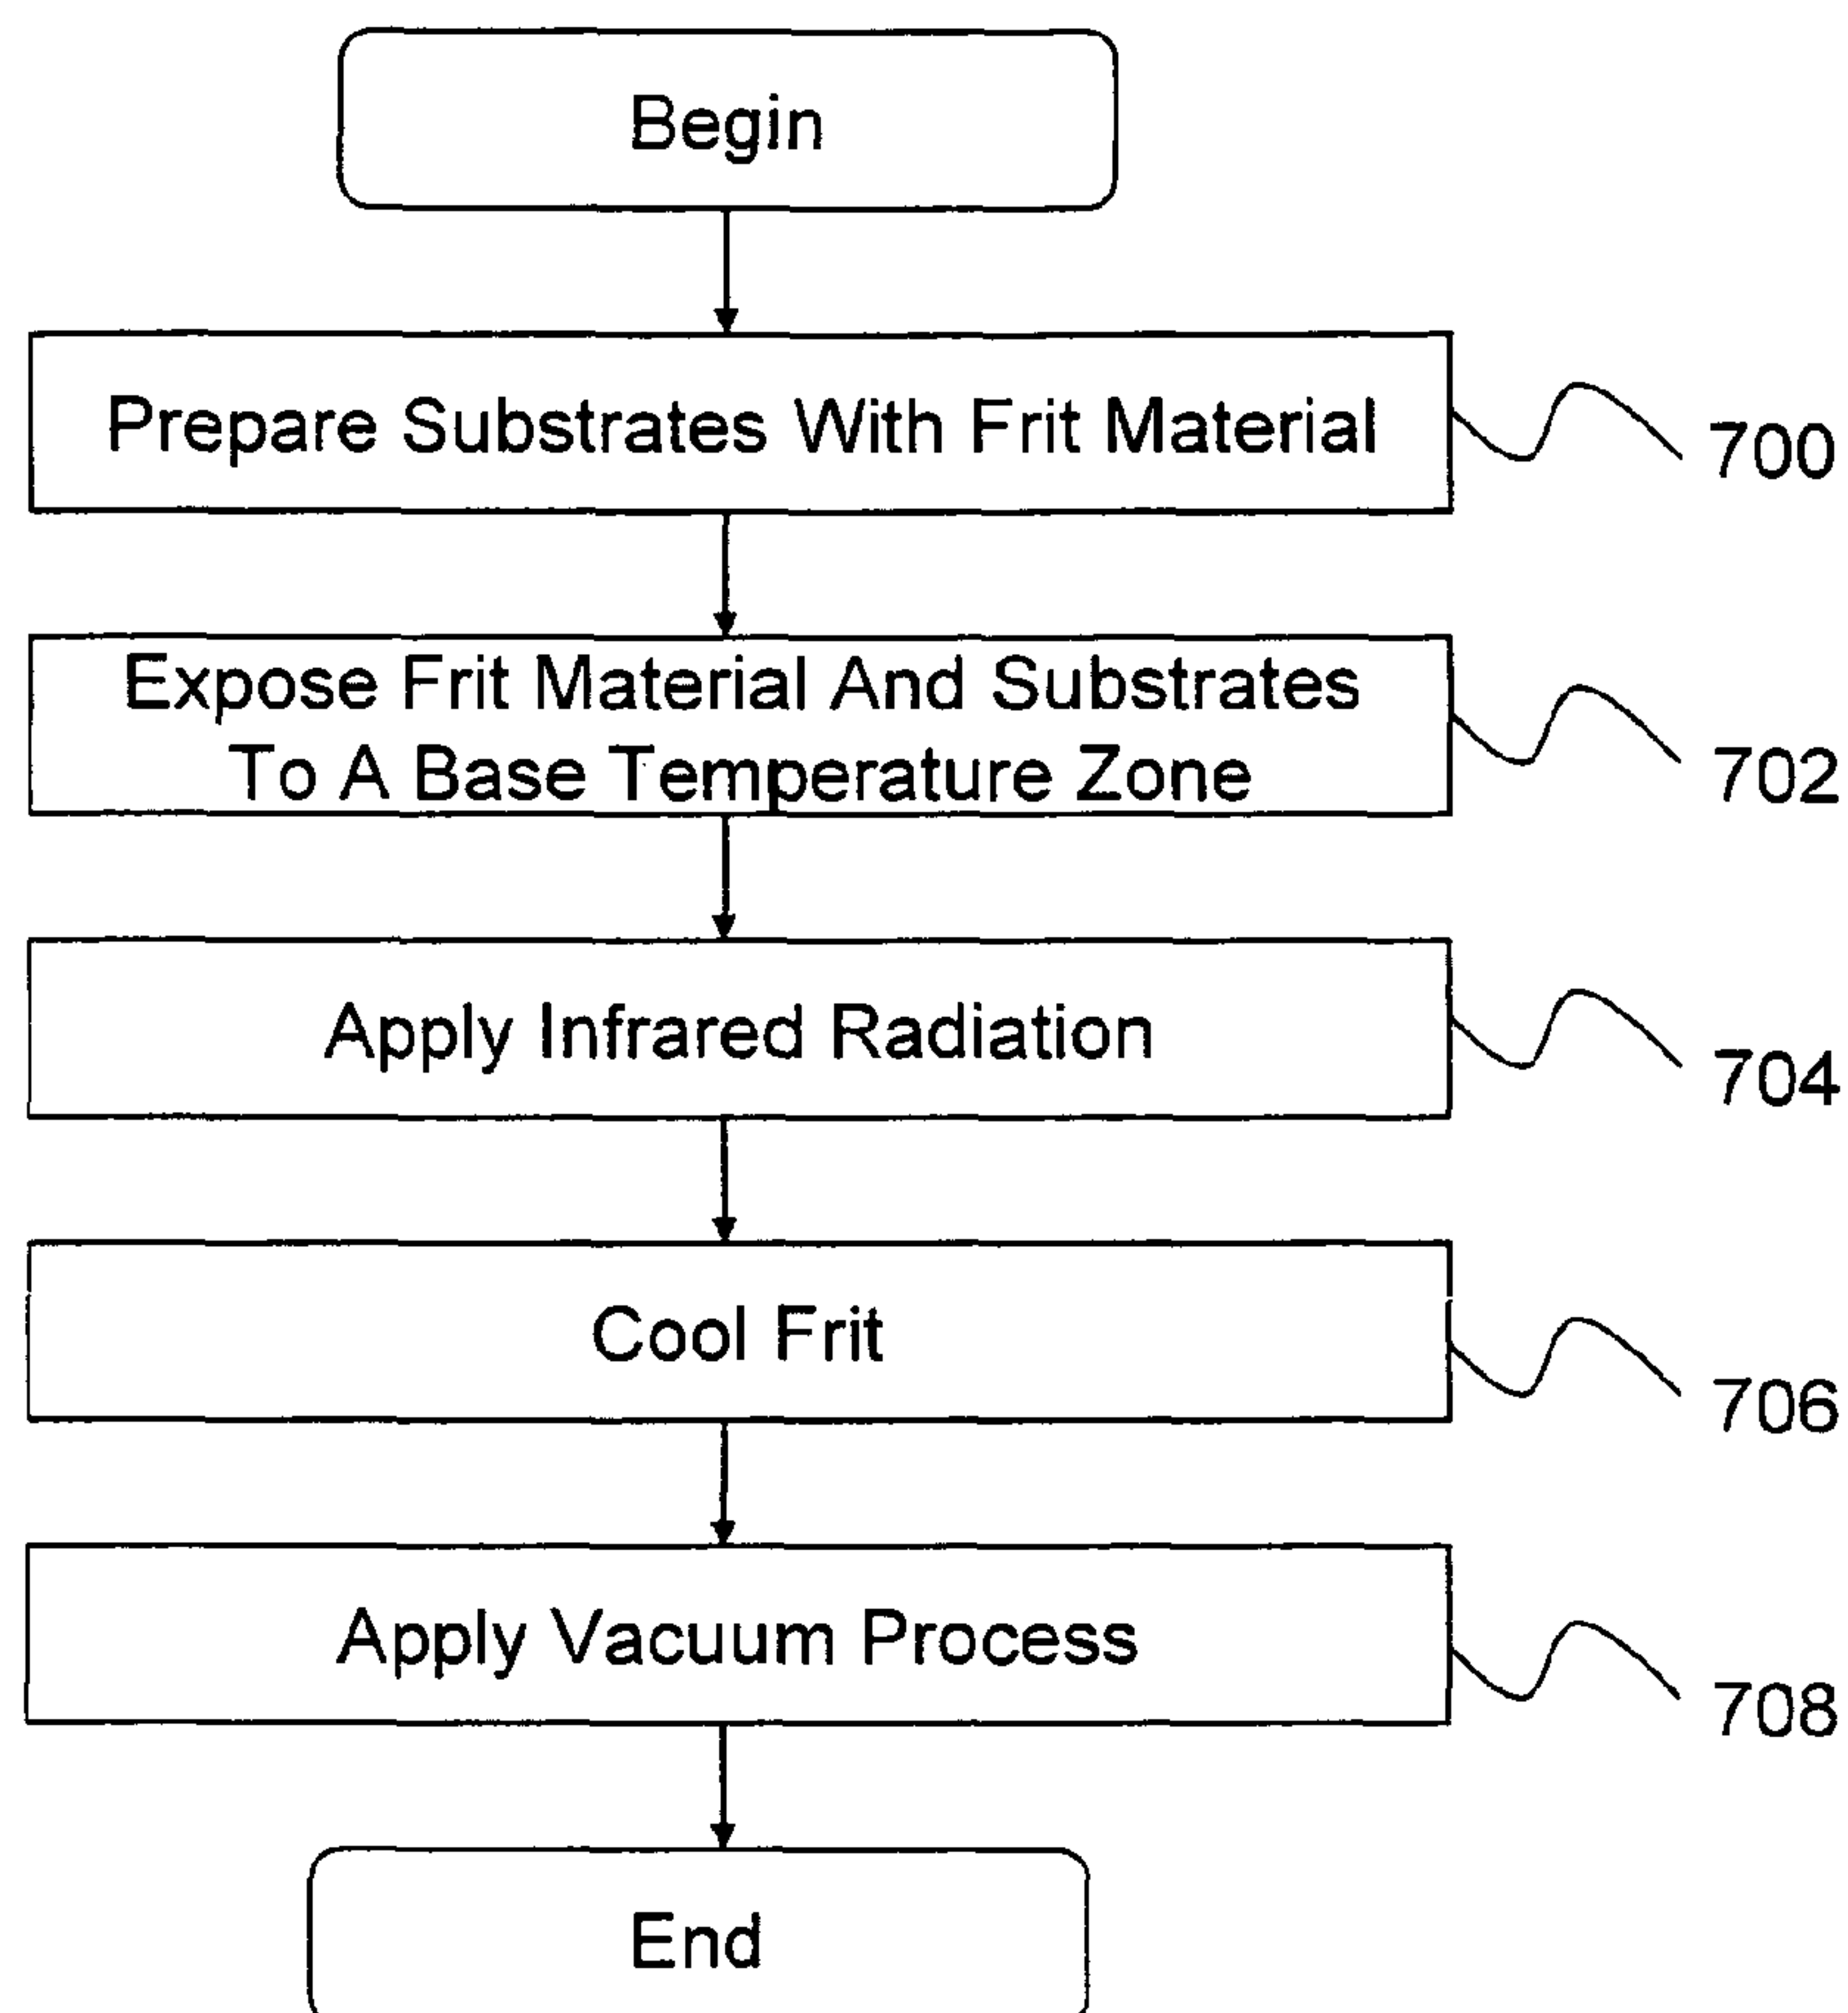 Begin
Prepare Substrates With Frit Material
700
Expose Frit Material And Substrates
To A Base Temperature Zone
702
Apply Infrared Radiation
704
Cool Frit
706
Apply Vacuum Process
708
End